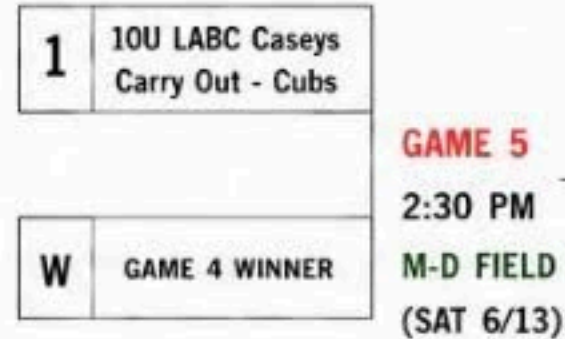 1
10U LABC Caseys
Carry Out - Cubs
GAME 5
2:30 PM
W
GAME 4 WINNER
M-D FIELD
(SAT 6/13)